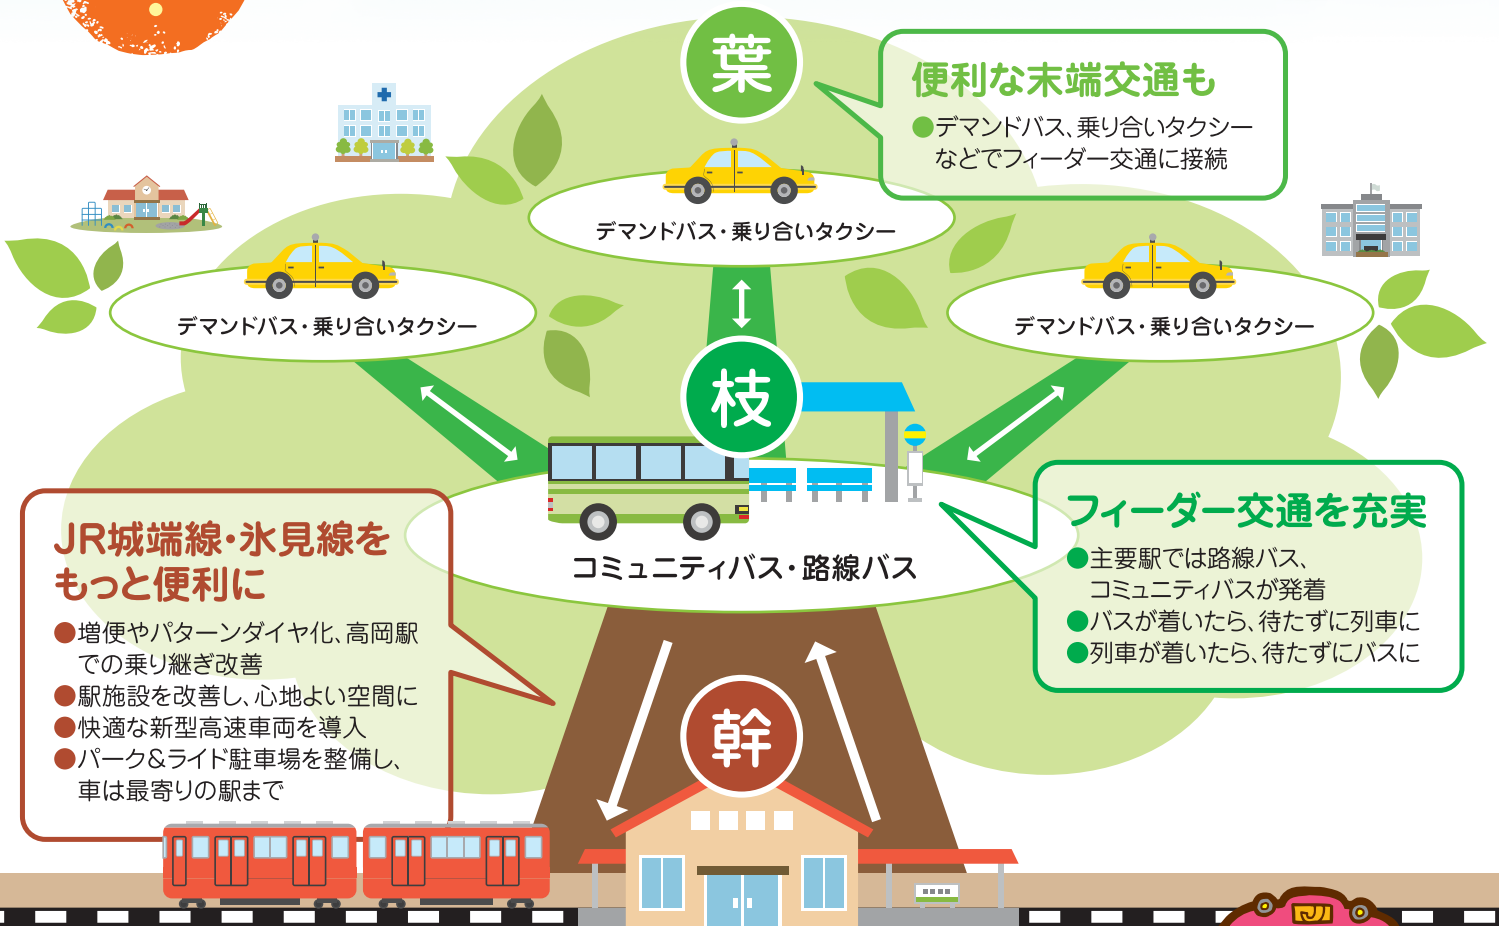 葉
便利な末端交通も
●デマンドバス、乗り合いタクシー
などでフィーダー交通に接続
デマンドバス・乗り合いタクシー
デマンドバス・乗り合いタクシー
デマンドバス・乗り合いタクシー
枝
コミュニティバス・路線バス
フィーダー交通を充実
●主要駅では路線バス、
コミュニティバスが発着
●バスが着いたら、待たずに列車に
●列車が着いたら、待たずにバスに
JR城端線・氷見線を
もっと便利に
●増便やパターンダイヤ化、高岡駅
での乗り継ぎ改善
●駅施設を改善し、心地よい空間に
●快適な新型高速車両を導入
●パーク&ライド駐車場を整備し、
車は最寄りの駅まで
幹